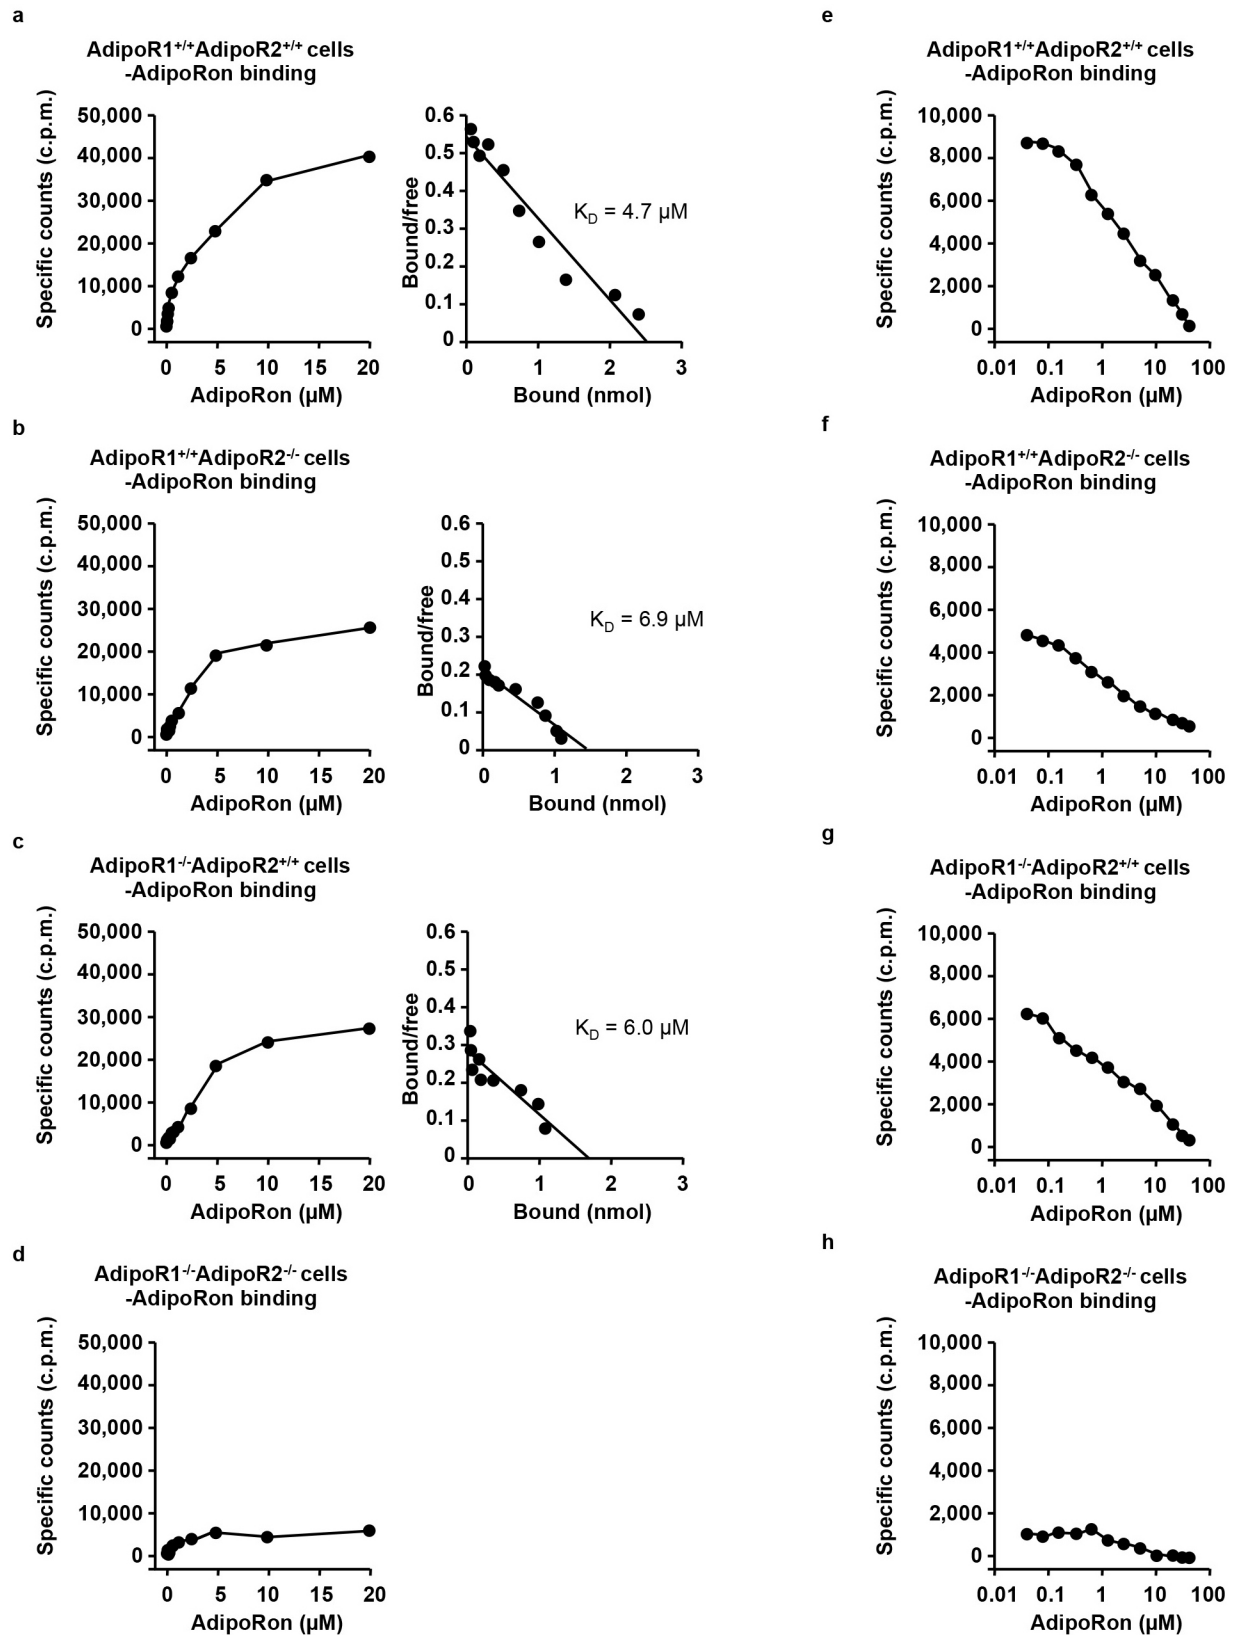 a
AdipoR1+/+AdipoR2+/+ cells
-AdipoRon binding
Specific counts (c.p.m.)
50,000
40,000
30,000
20,000
10,000
0
0 5 10 15 20
AdipoRon (µM)
Bound/free
0.6
0.5
0.4
0.3
0.2
0.1
0
KD = 4.7 µM
0 1 2 3
Bound (nmol)
e
AdipoR1+/+AdipoR2+/+ cells
-AdipoRon binding
Specific counts (c.p.m.)
10,000
8,000
6,000
4,000
2,000
0
0.01 0.1 1 10 100
AdipoRon (µM)
b
AdipoR1+/+AdipoR2-/- cells
-AdipoRon binding
Specific counts (c.p.m.)
50,000
40,000
30,000
20,000
10,000
0
0 5 10 15 20
AdipoRon (µM)
Bound/free
0.6
0.5
0.4
0.3
0.2
0.1
0
KD = 6.9 µM
0 1 2 3
Bound (nmol)
f
AdipoR1+/+AdipoR2-/- cells
-AdipoRon binding
Specific counts (c.p.m.)
10,000
8,000
6,000
4,000
2,000
0
0.01 0.1 1 10 100
AdipoRon (µM)
c
AdipoR1-/-AdipoR2+/+ cells
-AdipoRon binding
Specific counts (c.p.m.)
50,000
40,000
30,000
20,000
10,000
0
0 5 10 15 20
AdipoRon (µM)
Bound/free
0.6
0.5
0.4
0.3
0.2
0.1
0
KD = 6.0 µM
0 1 2 3
Bound (nmol)
g
AdipoR1-/-AdipoR2+/+ cells
-AdipoRon binding
Specific counts (c.p.m.)
10,000
8,000
6,000
4,000
2,000
0
0.01 0.1 1 10 100
AdipoRon (µM)
d
AdipoR1-/-AdipoR2-/- cells
-AdipoRon binding
Specific counts (c.p.m.)
50,000
40,000
30,000
20,000
10,000
0
0 5 10 15 20
AdipoRon (µM)
h
AdipoR1-/-AdipoR2-/- cells
-AdipoRon binding
Specific counts (c.p.m.)
10,000
8,000
6,000
4,000
2,000
0
0.01 0.1 1 10 100
AdipoRon (µM)